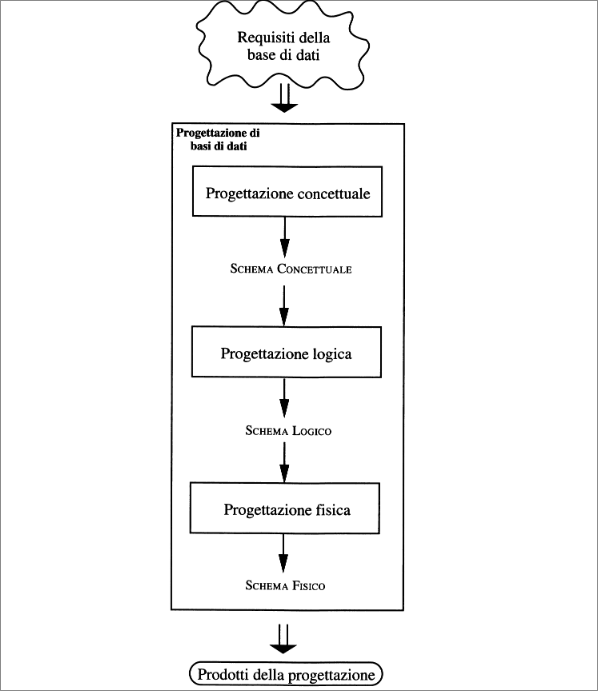 Requisiti della
base di dati
Progettazione di
basi di dati
Progettazione concettuale
SCHEMA CONCETTUALE
Progettazione logica
SCHEMA LOGICO
Progettazione fisica
SCHEMA FISICO
Prodotti della progettazione